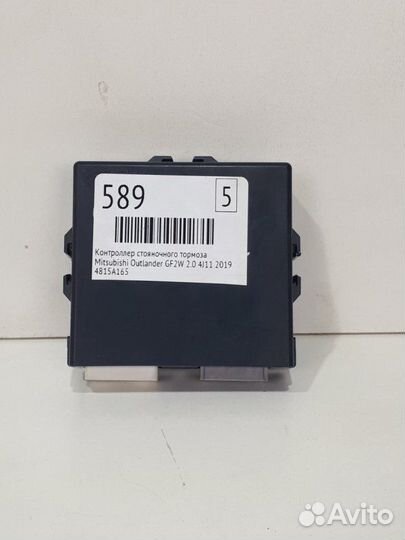 589 5
Контроллер стояночного тормоза
Mitsubishi Outlander GF2W 2.0 4J11 2019
4815A165
Avito